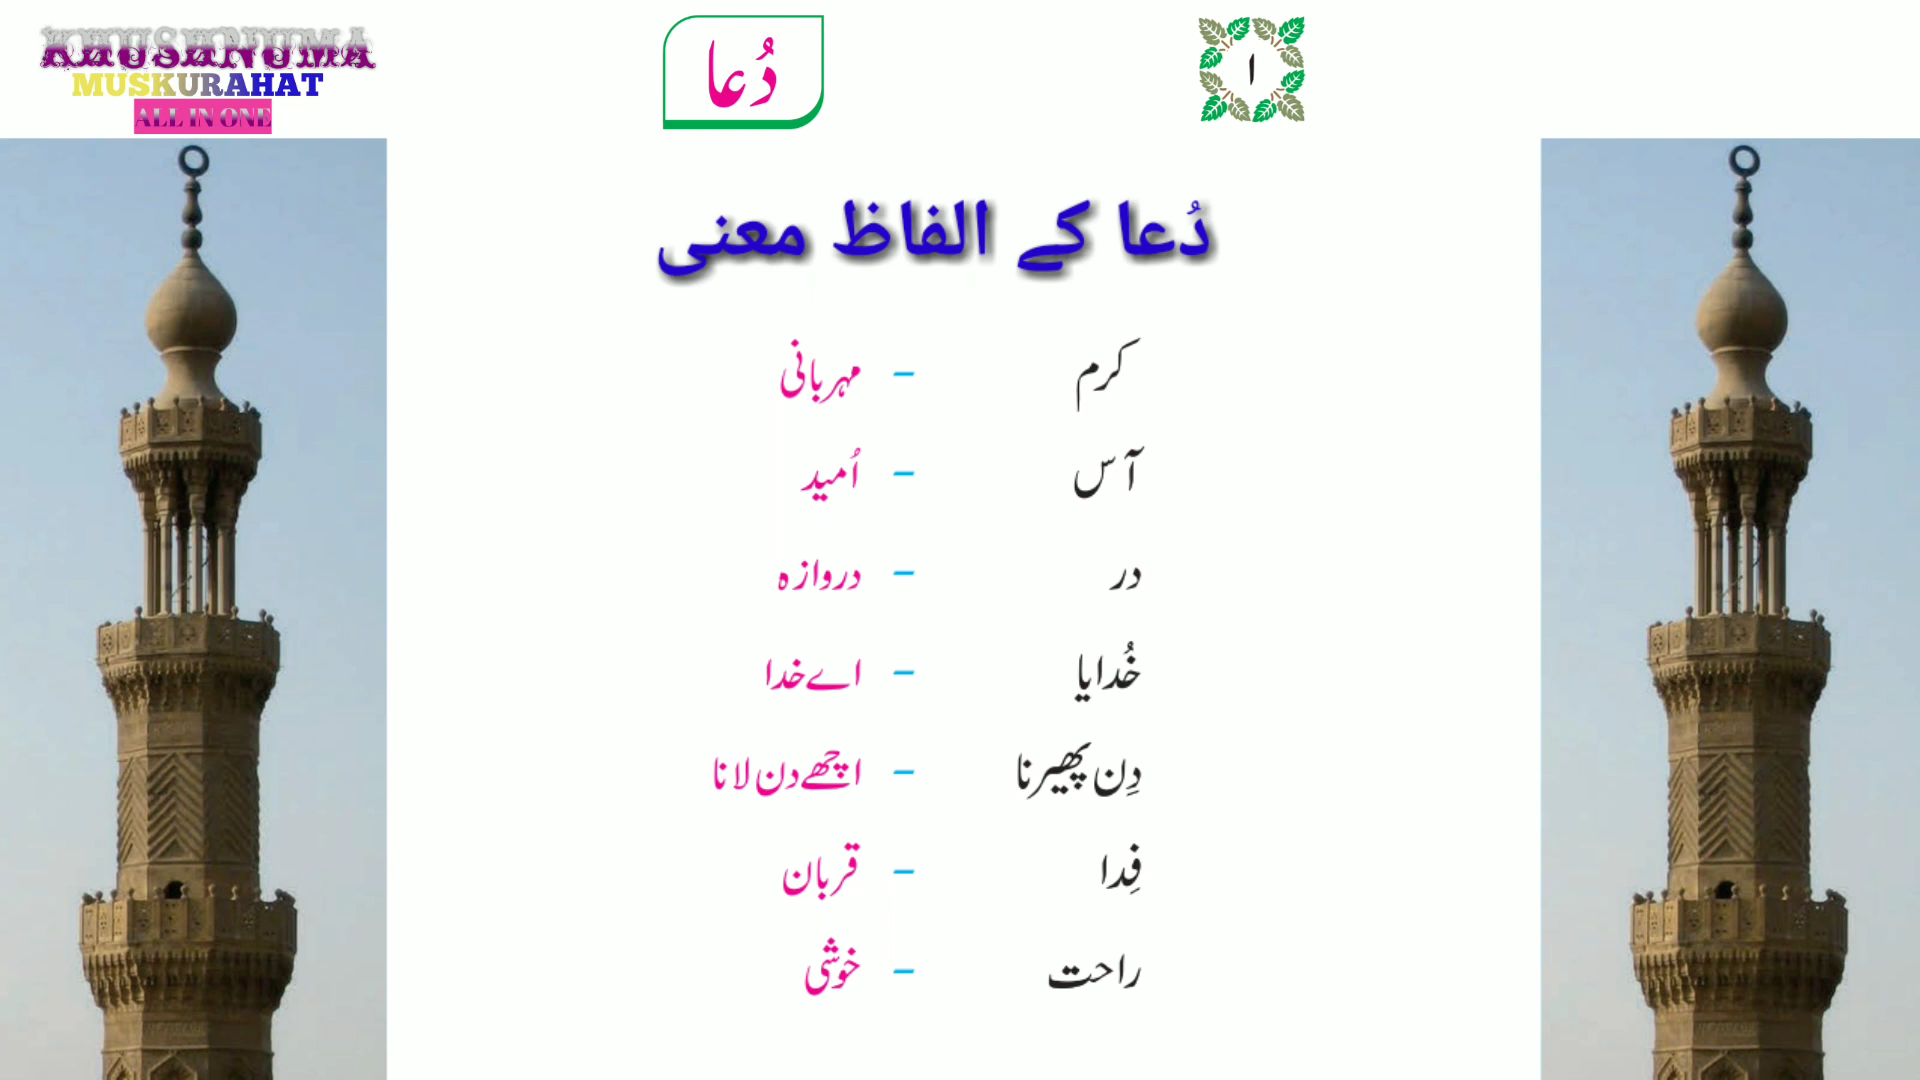 KHUSHNUMA
MUSKURAHAT
ALL IN ONE
دُعا
۱
دُعا کے الفاظ معنی
کرم - مہربانی
آس - اُمید
در - دروازہ
خُدایا - اے خدا
دِن پھیرنا - اچھے دن لانا
فِدا - قربان
راحت - خوشی